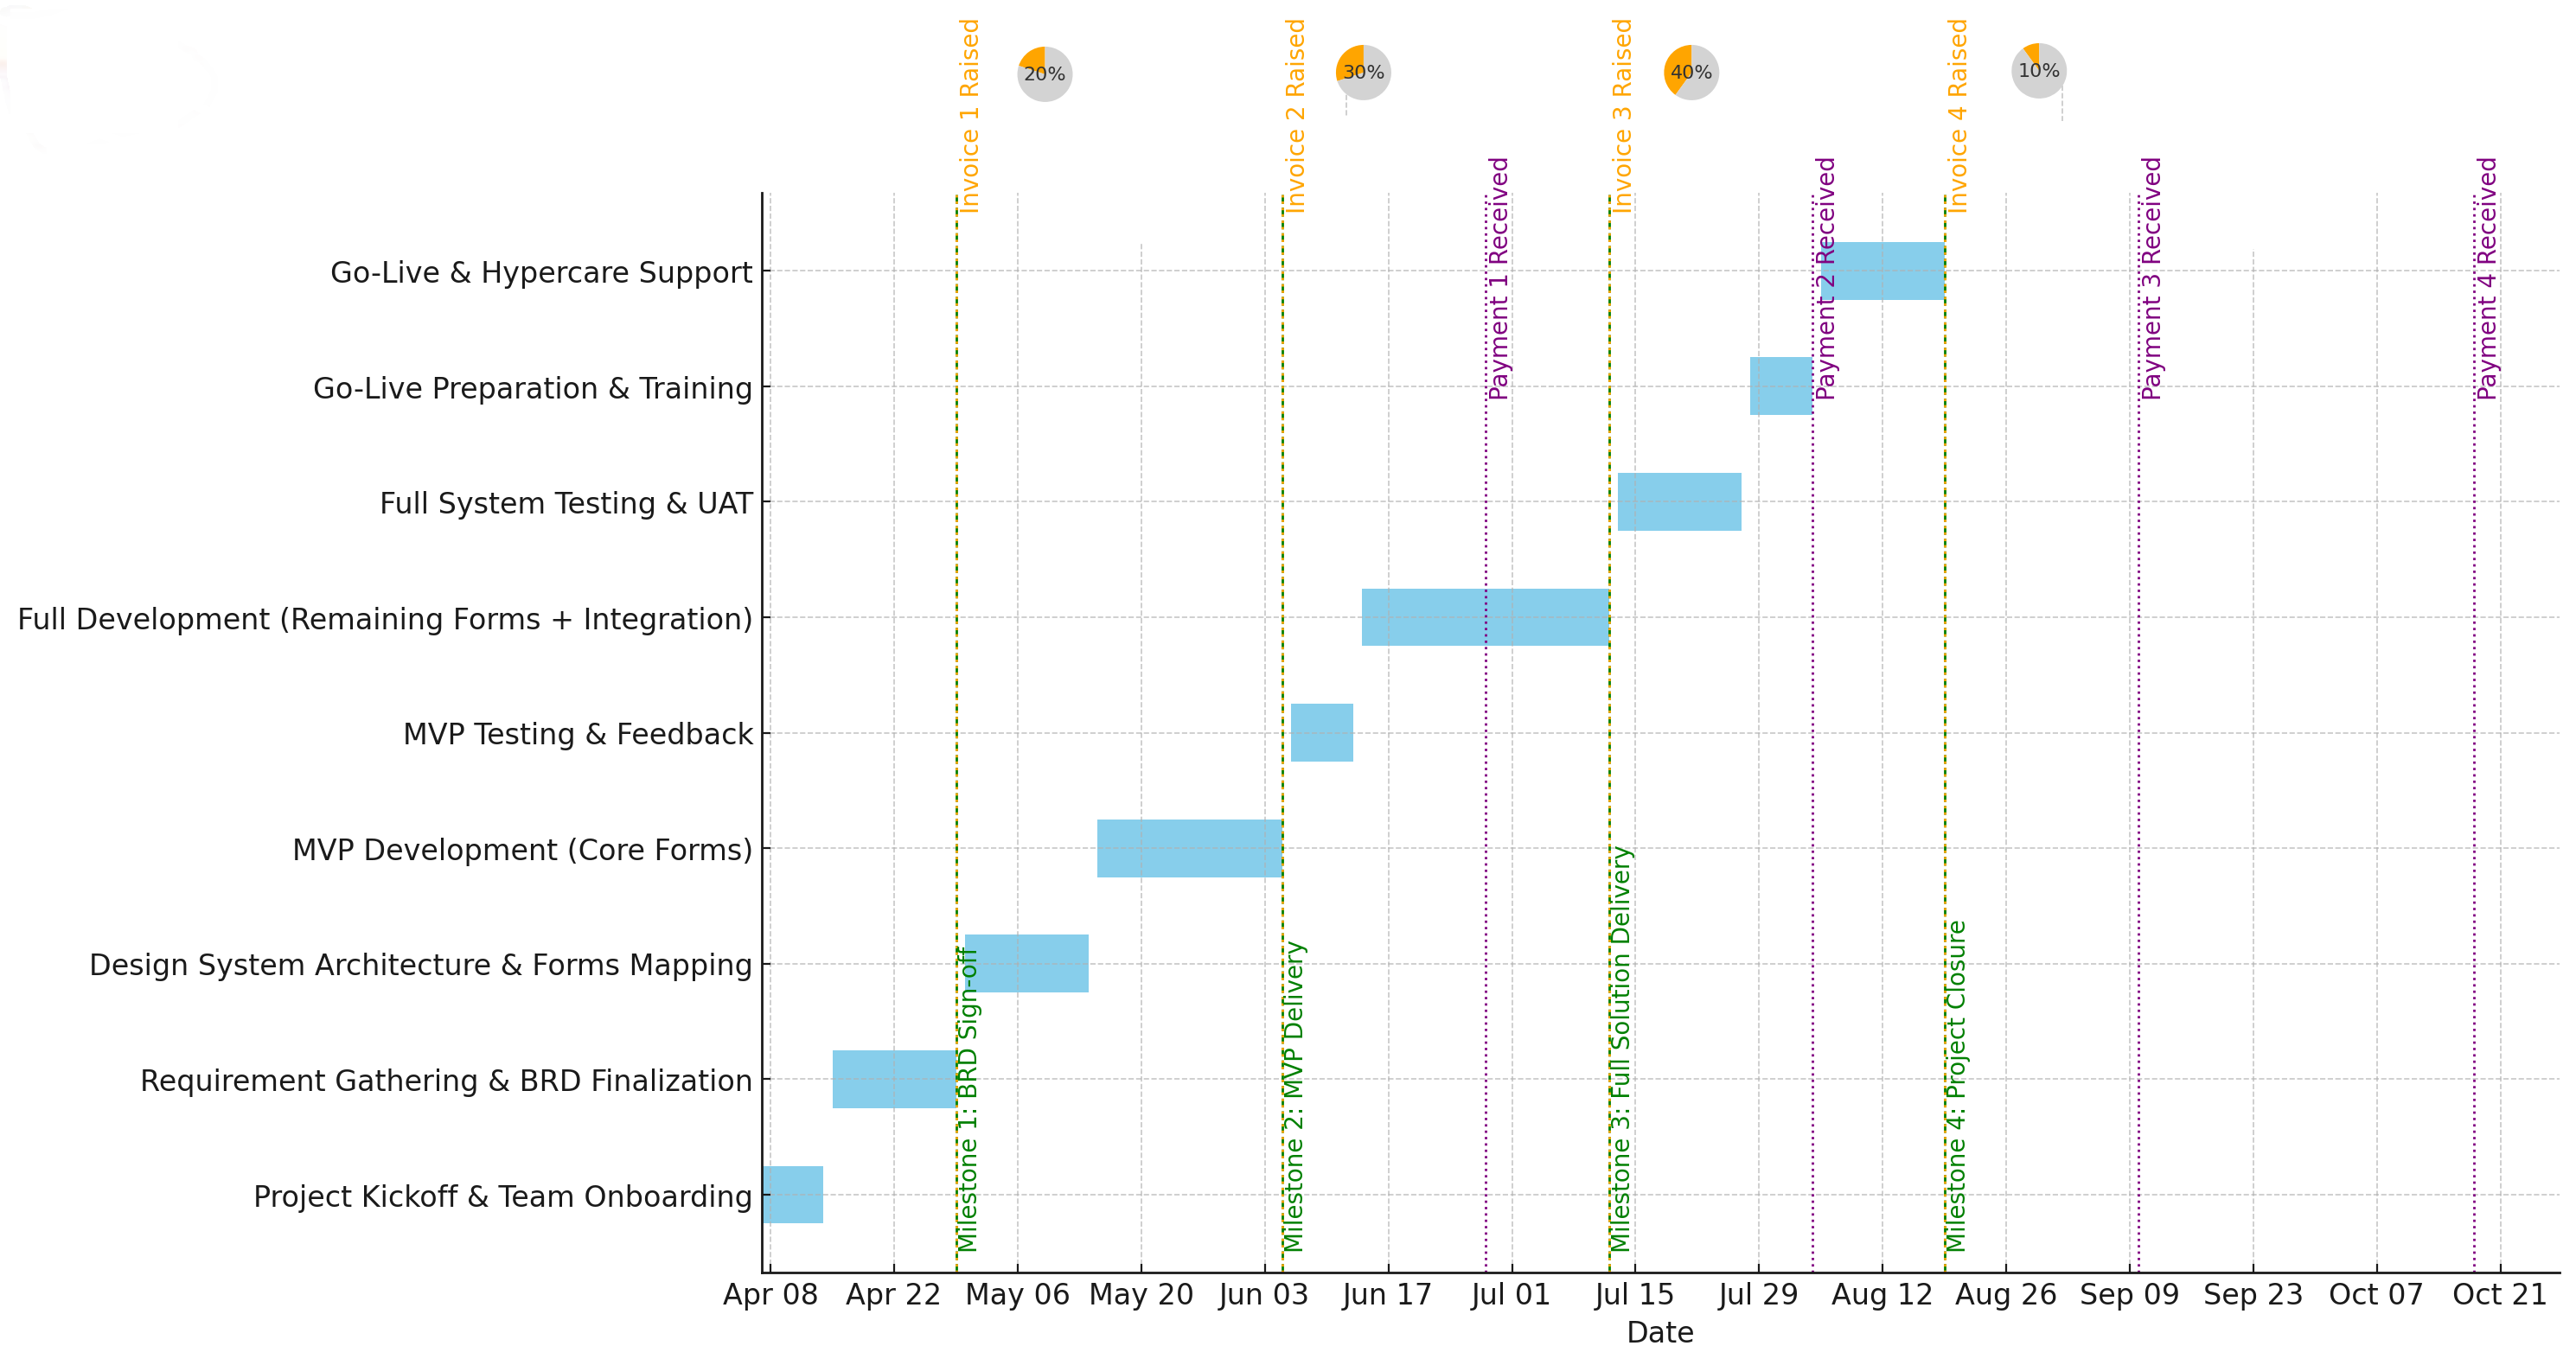 Invoice 1 Raised
20%
Invoice 2 Raised
30%
Invoice 3 Raised
40%
Invoice 4 Raised
10%
Payment 1 Received
Payment 2 Received
Payment 3 Received
Payment 4 Received
Go-Live & Hypercare Support
Go-Live Preparation & Training
Full System Testing & UAT
Full Development (Remaining Forms + Integration)
MVP Testing & Feedback
MVP Development (Core Forms)
Design System Architecture & Forms Mapping
Requirement Gathering & BRD Finalization
Project Kickoff & Team Onboarding
Milestone 1: BRD Sign-off
Milestone 2: MVP Delivery
Milestone 3: Full Solution Delivery
Milestone 4: Project Closure
Apr 08
Apr 22
May 06
May 20
Jun 03
Jun 17
Jul 01
Jul 15
Jul 29
Aug 12
Aug 26
Sep 09
Sep 23
Oct 07
Oct 21
Date